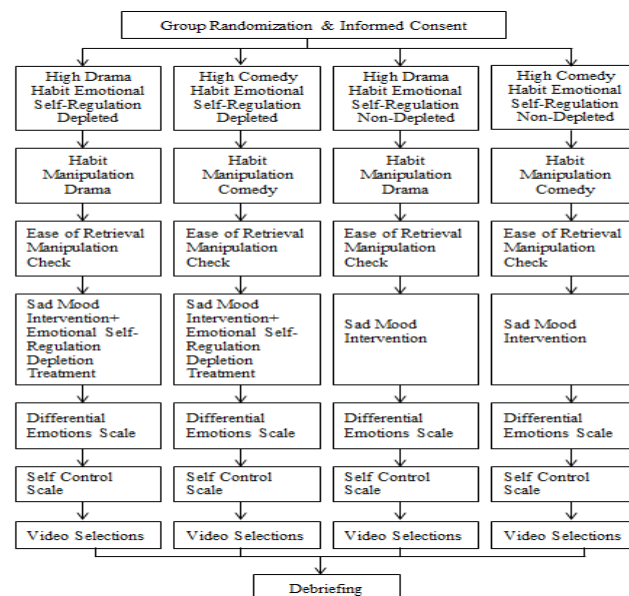 Group Randomization & Informed Consent
High Drama
Habit Emotional
Self-Regulation
Depleted
High Comedy
Habit Emotional
Self-Regulation
Depleted
High Drama
Habit Emotional
Self-Regulation
Non-Depleted
High Comedy
Habit Emotional
Self-Regulation
Non-Depleted
Habit
Manipulation
Drama
Habit
Manipulation
Comedy
Habit
Manipulation
Drama
Habit
Manipulation
Comedy
Ease of Retrieval
Manipulation
Check
Ease of Retrieval
Manipulation
Check
Ease of Retrieval
Manipulation
Check
Ease of Retrieval
Manipulation
Check
Sad Mood
Intervention+
Emotional Self-
Regulation
Depletion
Treatment
Sad Mood
Intervention+
Emotional Self-
Regulation
Depletion
Treatment
Sad Mood
Intervention
Sad Mood
Intervention
Differential
Emotions Scale
Differential
Emotions Scale
Differential
Emotions Scale
Differential
Emotions Scale
Self Control
Scale
Self Control
Scale
Self Control
Scale
Self Control
Scale
Video Selections
Video Selections
Video Selections
Video Selections
Debriefing